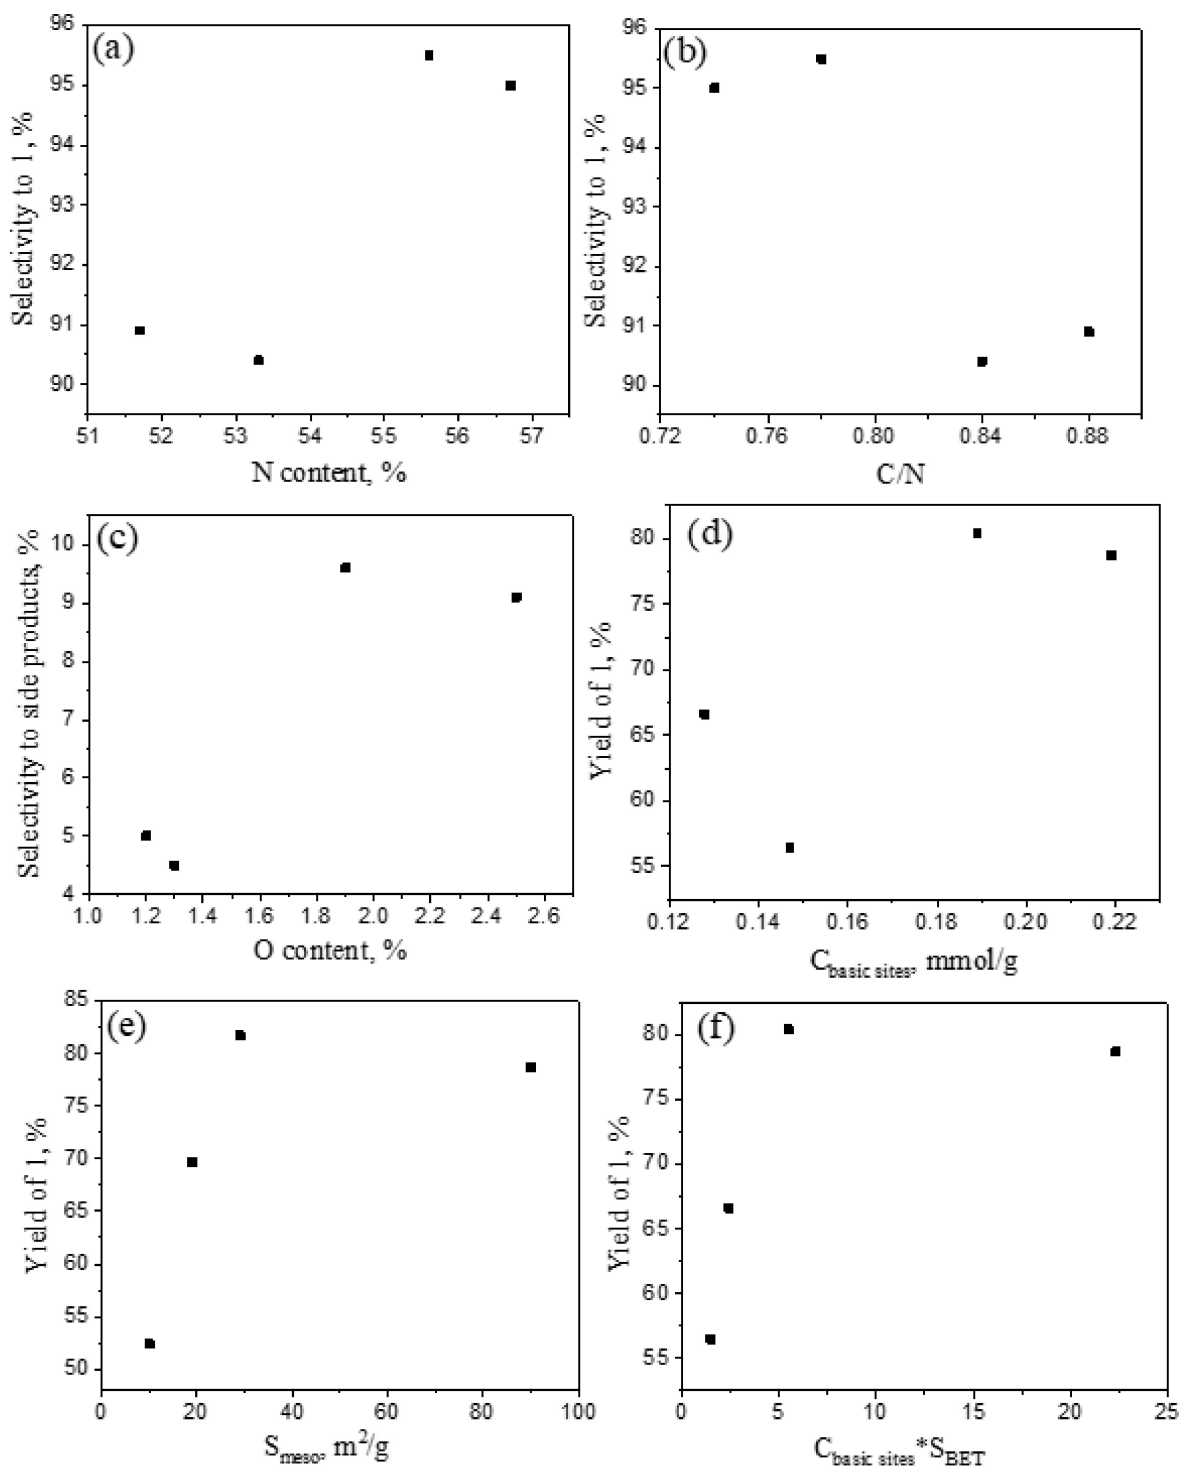 (a)
96
95
94
93
92
91
90
Selectivity to 1, %
51 52 53 54 55 56 57
N content, %
(b)
96
95
94
93
92
91
90
Selectivity to 1, %
0.72 0.76 0.80 0.84 0.88
C/N
(c)
10
9
8
7
6
5
4
Selectivity to side products, %
1.0 1.2 1.4 1.6 1.8 2.0 2.2 2.4 2.6
O content, %
(d)
80
75
70
65
60
55
Yield of 1, %
0.12 0.14 0.16 0.18 0.20 0.22
Cbasic sites, mmol/g
(e)
85
80
75
70
65
60
55
50
Yield of 1, %
0 20 40 60 80 100
Smeso, m²/g
(f)
80
75
70
65
60
55
Yield of 1, %
0 5 10 15 20 25
Cbasic sites*SBET